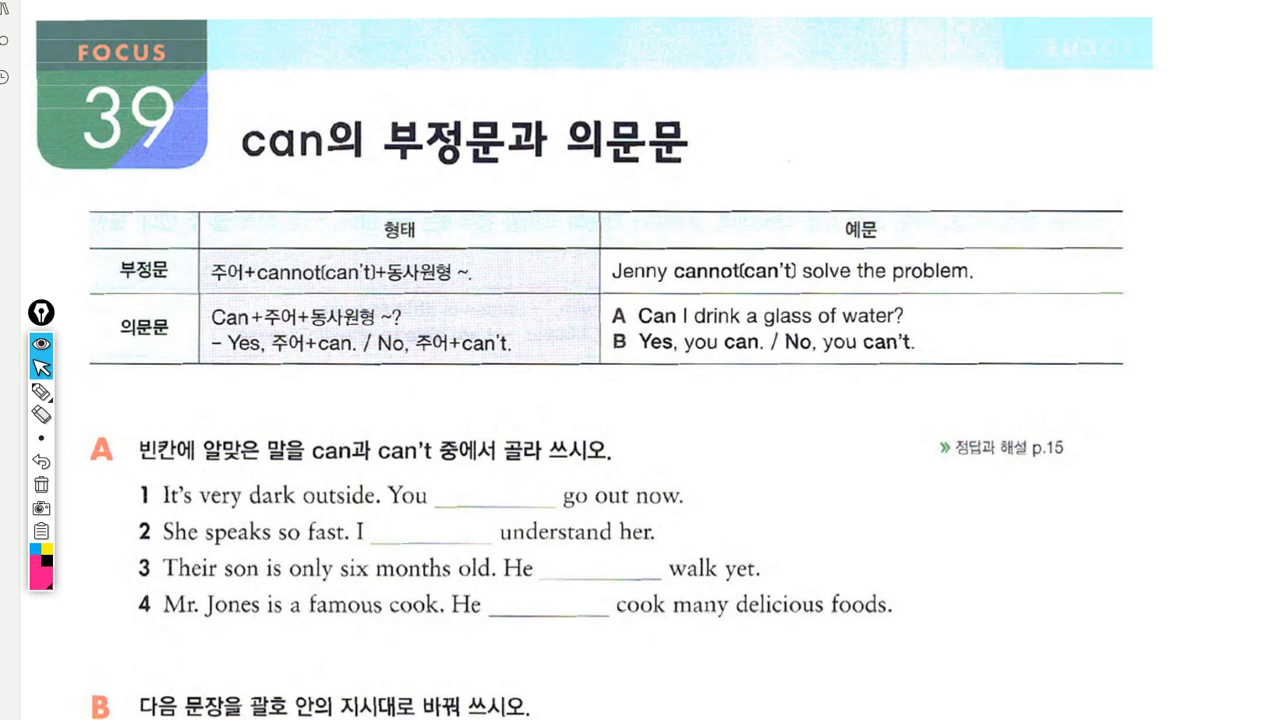 FOCUS
39
can의 부정문과 의문문
형태
예문
부정문
주어+cannot(can't)+동사원형 ~.
Jenny cannot(can't) solve the problem.
의문문
Can+주어+동사원형 ~?
– Yes, 주어+can. / No, 주어+can't.
A Can I drink a glass of water?
B Yes, you can. / No, you can't.
A 빈칸에 알맞은 말을 can과 can't 중에서 골라 쓰시오.
» 정답과 해설 p.15
1 It's very dark outside. You __________ go out now.
2 She speaks so fast. I __________ understand her.
3 Their son is only six months old. He __________ walk yet.
4 Mr. Jones is a famous cook. He __________ cook many delicious foods.
B 다음 문장을 괄호 안의 지시대로 바꿔 쓰시오.